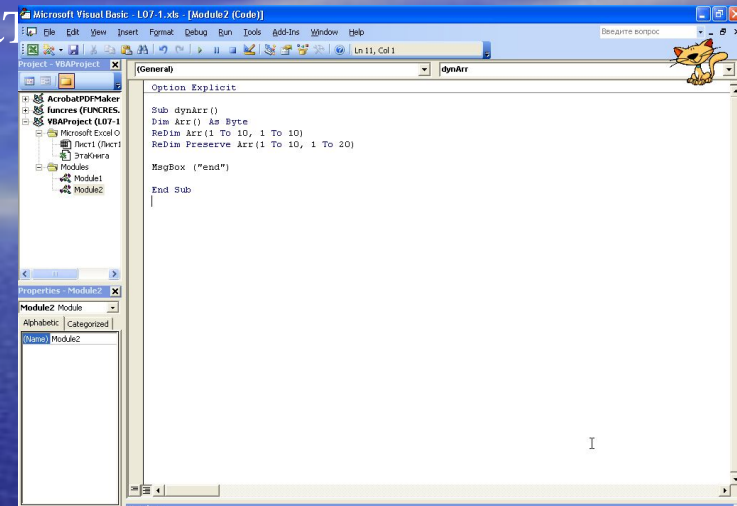 Microsoft Visual Basic - L07-1.xls - [Module2 (Code)]
File Edit View Insert Format Debug Run Tools Add-Ins Window Help
Введите вопрос
Ln 11, Col 1
Project - VBAProject
(General)
dynArr
AcrobatPDFMaker
funcres (FUNCRES.
VBAProject (L07-1
Microsoft Excel O
Лист1 (Лист1
ЭтаКнига
Modules
Module1
Module2
Option Explicit
Sub dynArr()
Dim Arr() As Byte
ReDim Arr(1 To 10, 1 To 10)
ReDim Preserve Arr(1 To 10, 1 To 20)
MsgBox ("end")
End Sub
Properties - Module2
Module2 Module
Alphabetic Categorized
(Name) Module2